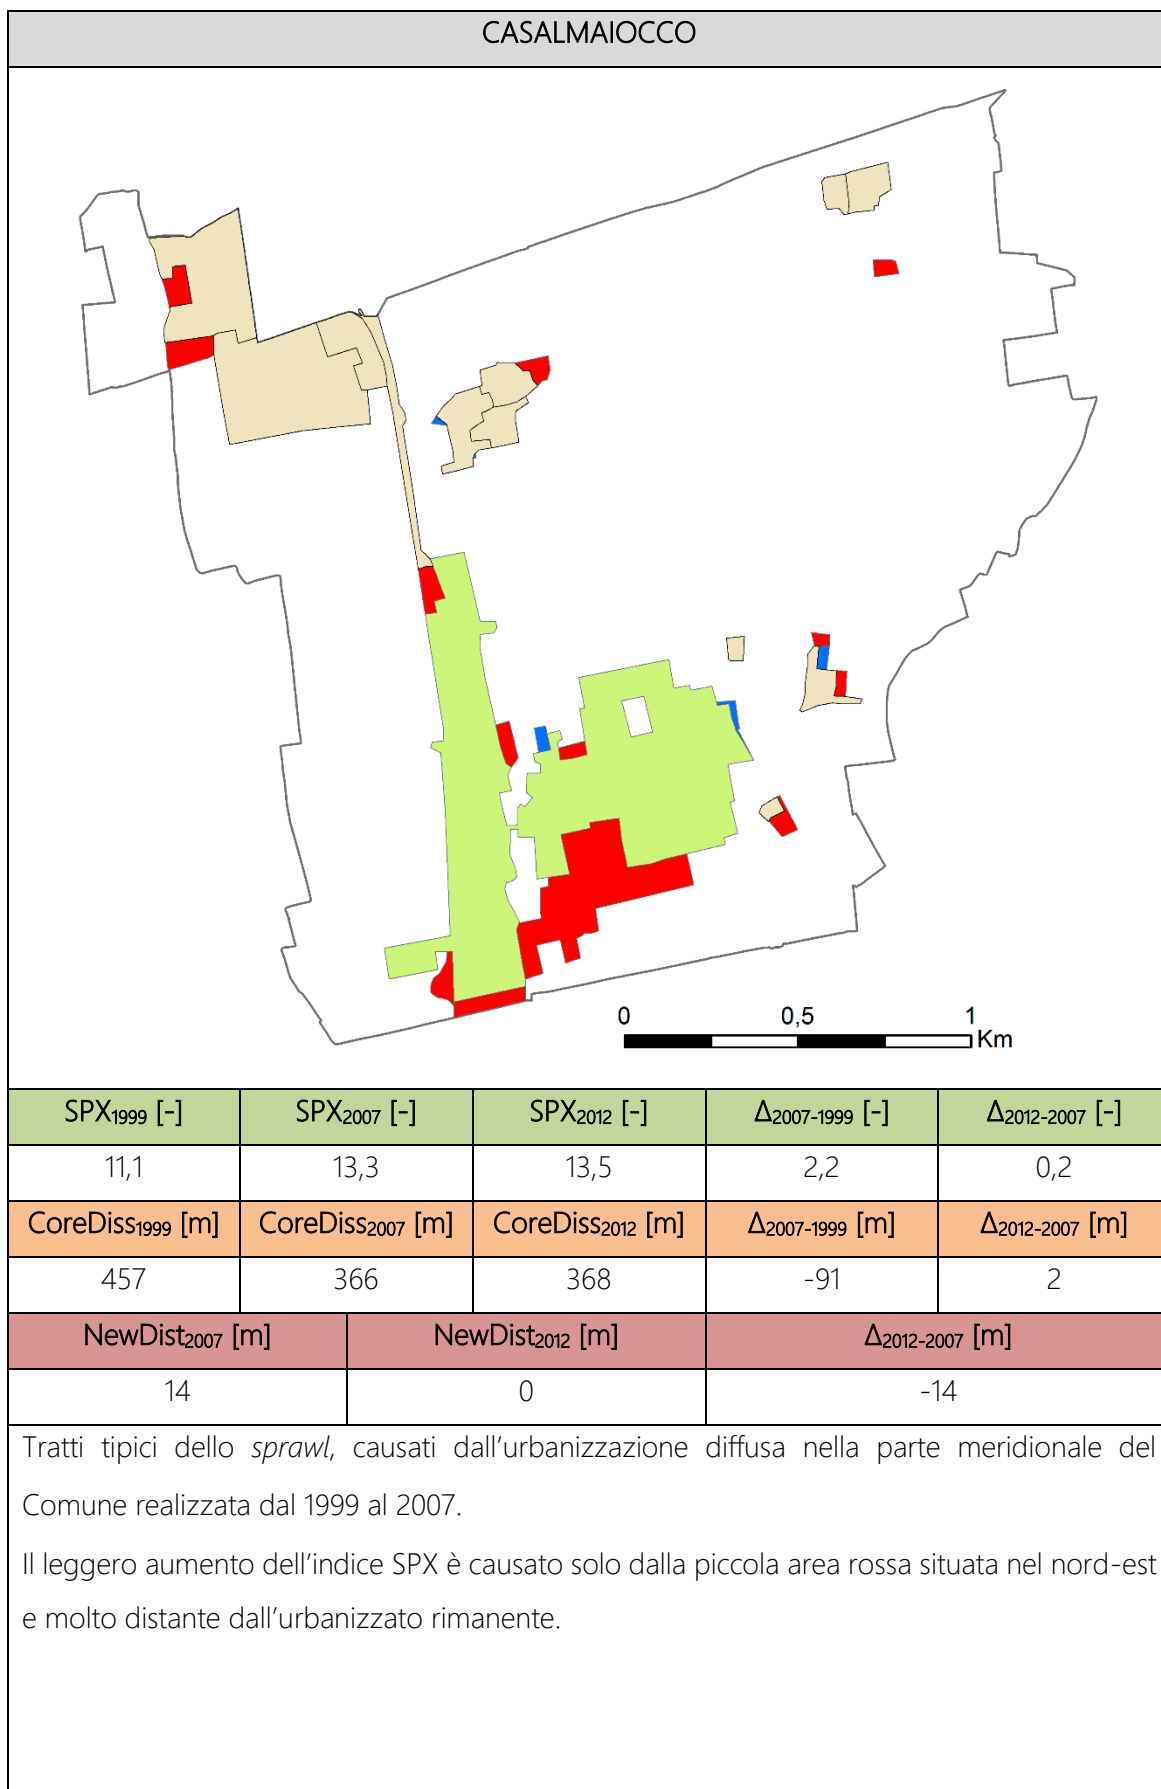 CASALMAIOCCO
0 0,5 1
Km
SPX1999 [-] SPX2007 [-] SPX2012 [-] Δ2007-1999 [-] Δ2012-2007 [-]
11,1 13,3 13,5 2,2 0,2
CoreDiss1999 [m] CoreDiss2007 [m] CoreDiss2012 [m] Δ2007-1999 [m] Δ2012-2007 [m]
457 366 368 -91 2
NewDist2007 [m] NewDist2012 [m] Δ2012-2007 [m]
14 0 -14
Tratti tipici dello sprawl, causati dall'urbanizzazione diffusa nella parte meridionale del
Comune realizzata dal 1999 al 2007.
Il leggero aumento dell'indice SPX è causato solo dalla piccola area rossa situata nel nord-est
e molto distante dall'urbanizzato rimanente.